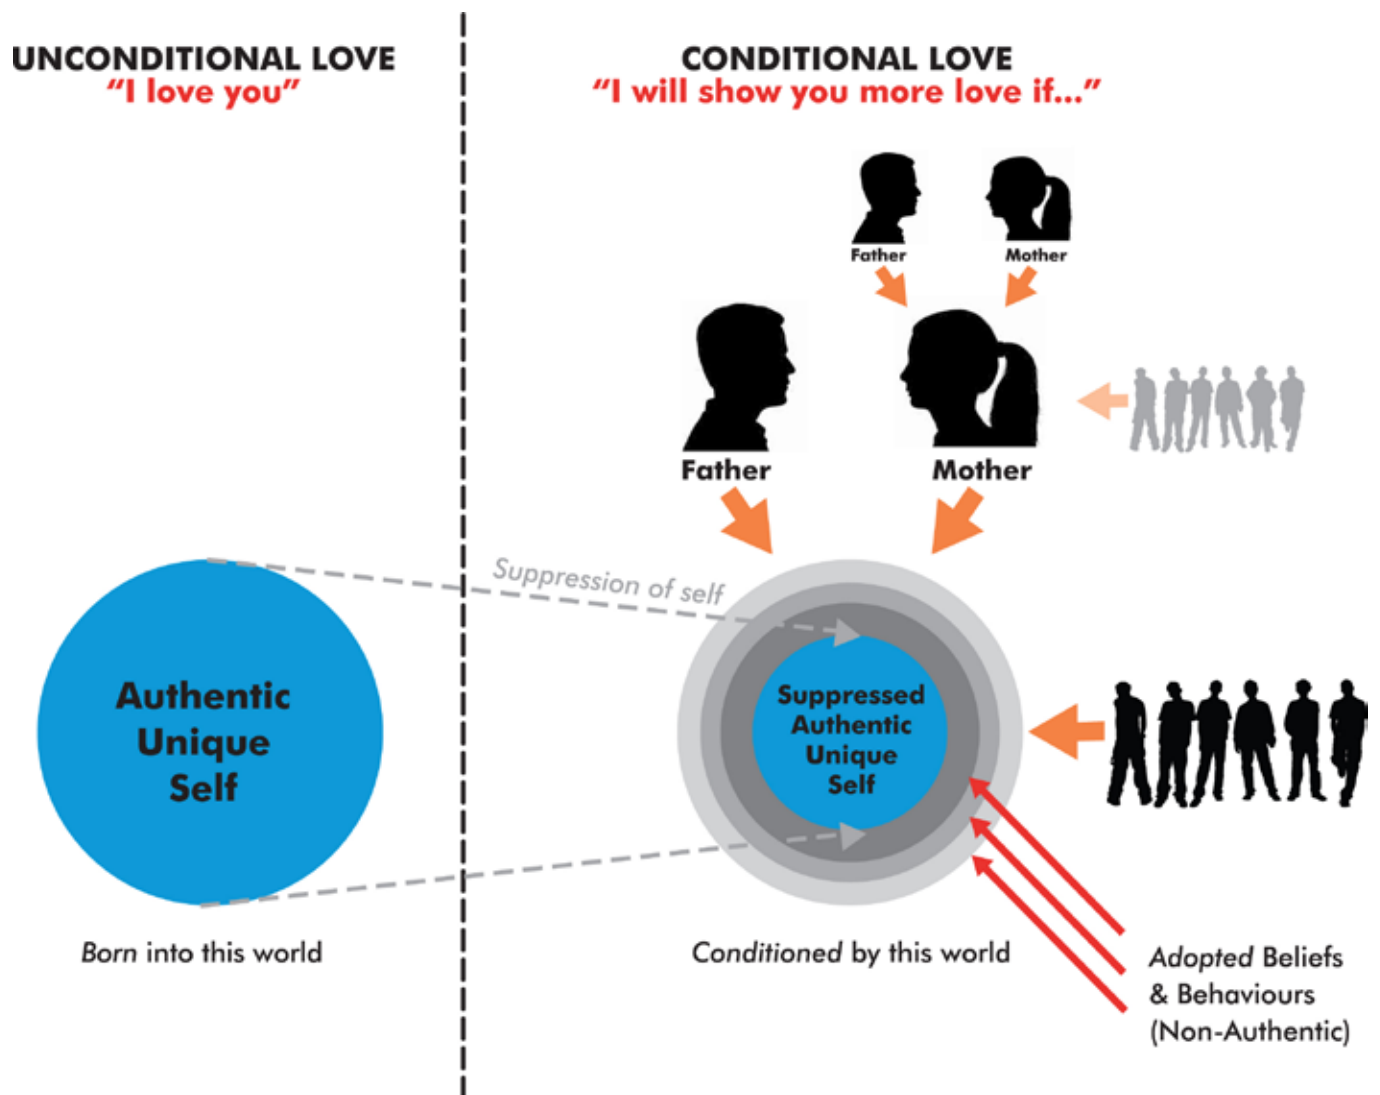 UNCONDITIONAL LOVE
“I love you”
CONDITIONAL LOVE
“I will show you more love if...”
Father
Mother
Father
Mother
Suppression of self
Authentic
Unique
Self
Suppressed
Authentic
Unique
Self
Born into this world
Conditioned by this world
Adopted Beliefs
& Behaviours
(Non-Authentic)